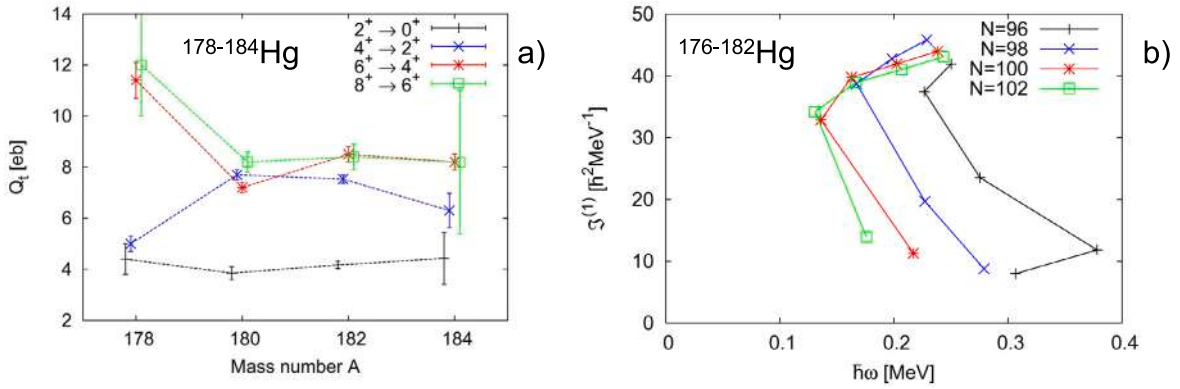 14
12
10
8
6
4
2
Qt [eb]
178-184Hg
2+ → 0+
4+ → 2+
6+ → 4+
8+ → 6+
a)
178
180
182
184
Mass number A
50
40
30
20
10
0
ℑ(1) [ℏ2MeV-1]
176-182Hg
N=96
N=98
N=100
N=102
b)
0
0.1
0.2
0.3
0.4
ℏω [MeV]